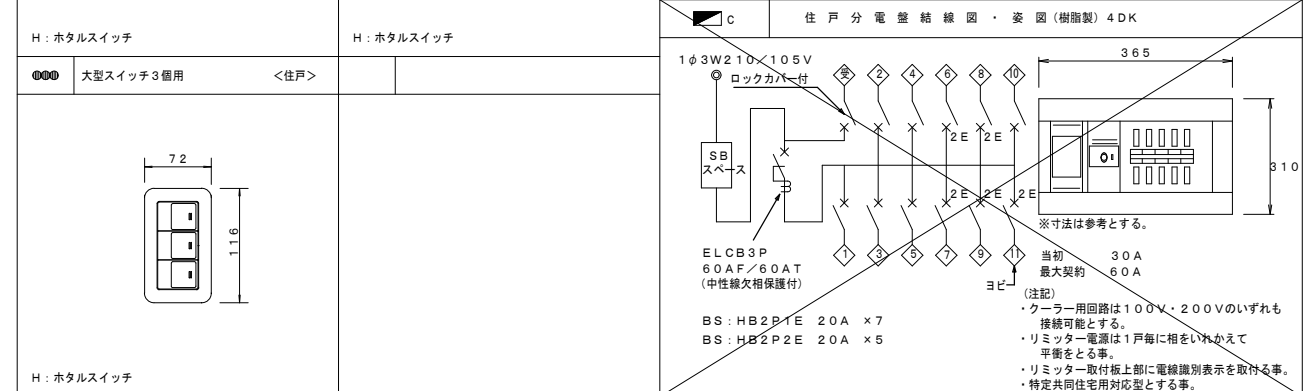 H：ホタルスイッチ
H：ホタルスイッチ
大型スイッチ３個用 ＜住戸＞
７２
１１６
H：ホタルスイッチ
C 住戸分電盤結線図・姿図(樹脂製)４DK
１φ３W２１０／１０５V
ロックカバー付
受 2 4 6 8 10
２E ２E
SB
スペース
２E ２E ２E
1 3 5 7 9 11
ELCB３P
６０AF／６０AT
(中性線欠相保護付)
ヨビ
BS：HB２P１E ２０A ×７
BS：HB２P２E ２０A ×５
３６５
３１０
※寸法は参考とする。
当初 ３０A
最大契約 ６０A
(注記)
・クーラー用回路は１００V・２００Vのいずれも
接続可能とする。
・リミッター電源は１戸毎に相をいれかえて
平衡をとる事。
・リミッター取付板上部に電線識別表示を取付る事。
・特定共同住宅用対応型とする事。